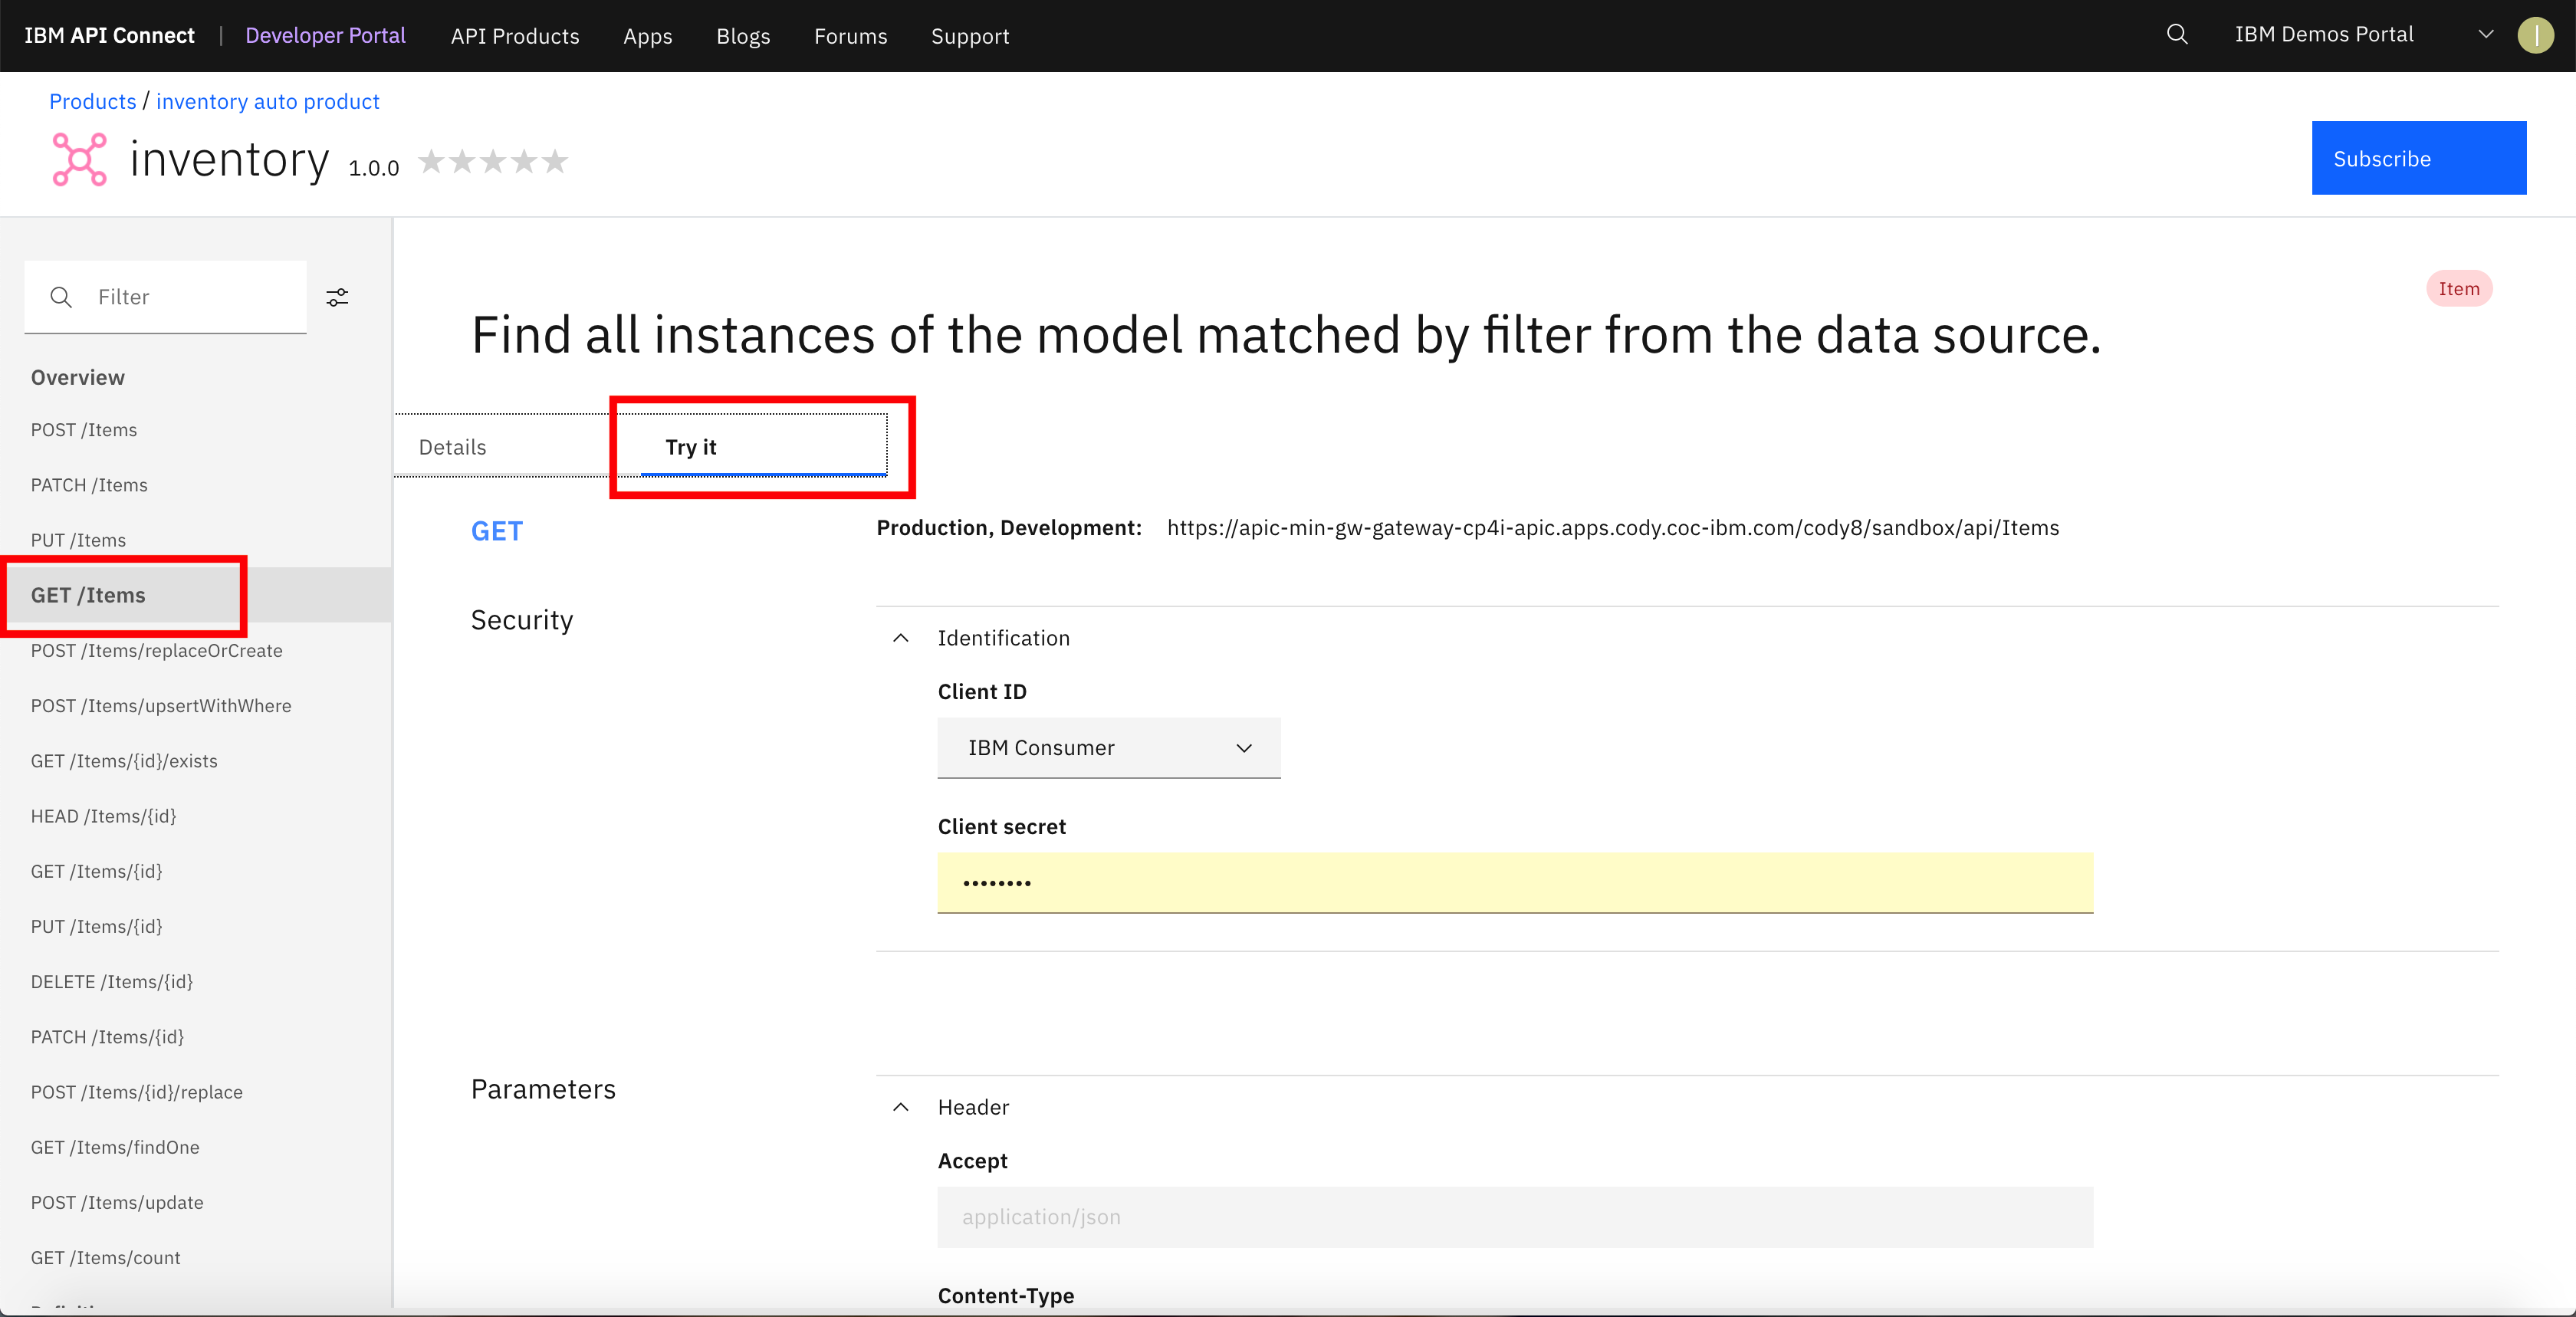 IBM API Connect | Developer Portal API Products Apps Blogs Forums Support IBM Demos Portal
Products / inventory auto product
inventory 1.0.0
Subscribe
Filter
Overview
POST /Items
PATCH /Items
PUT /Items
GET /Items
POST /Items/replaceOrCreate
POST /Items/upsertWithWhere
GET /Items/{id}/exists
HEAD /Items/{id}
GET /Items/{id}
PUT /Items/{id}
DELETE /Items/{id}
PATCH /Items/{id}
POST /Items/{id}/replace
GET /Items/findOne
POST /Items/update
GET /Items/count
Item
Find all instances of the model matched by filter from the data source.
Details Try it
GET Production, Development: https://apic-min-gw-gateway-cp4i-apic.apps.cody.coc-ibm.com/cody8/sandbox/api/Items
Security
Identification
Client ID
IBM Consumer
Client secret
••••••••
Parameters
Header
Accept
application/json
Content-Type